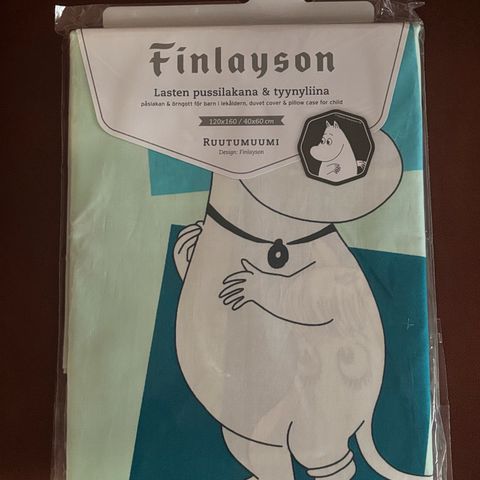 Finlayson
Lasten pussilakana & tyynyliina
påslakan & örngott för barn i lekåldern, duvet cover & pillow case for child
120x160 / 40x60 cm
RUUTUMUUMI
Design: Finlayson